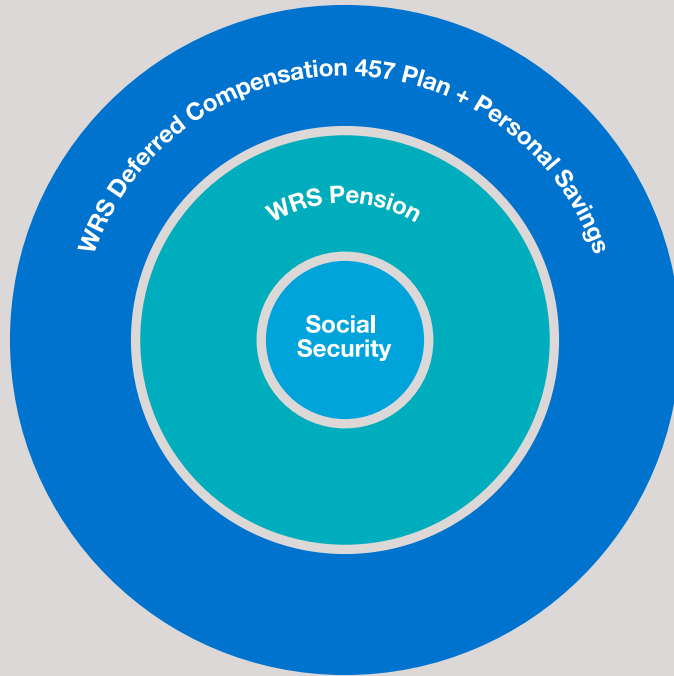 WRS Deferred Compensation 457 Plan + Personal Savings
WRS Pension
Social
Security